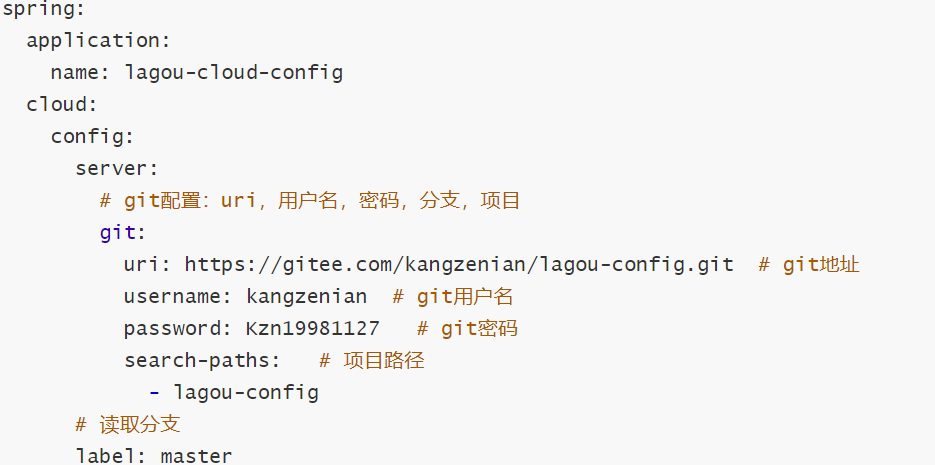 spring:
  application:
    name: lagou-cloud-config
  cloud:
    config:
      server:
        # git配置：uri，用户名，密码，分支，项目
        git:
          uri: https://gitee.com/kangzenian/lagou-config.git  # git地址
          username: kangzenian  # git用户名
          password: Kzn19981127   # git密码
          search-paths:   # 项目路径
            - lagou-config
      # 读取分支
      label: master